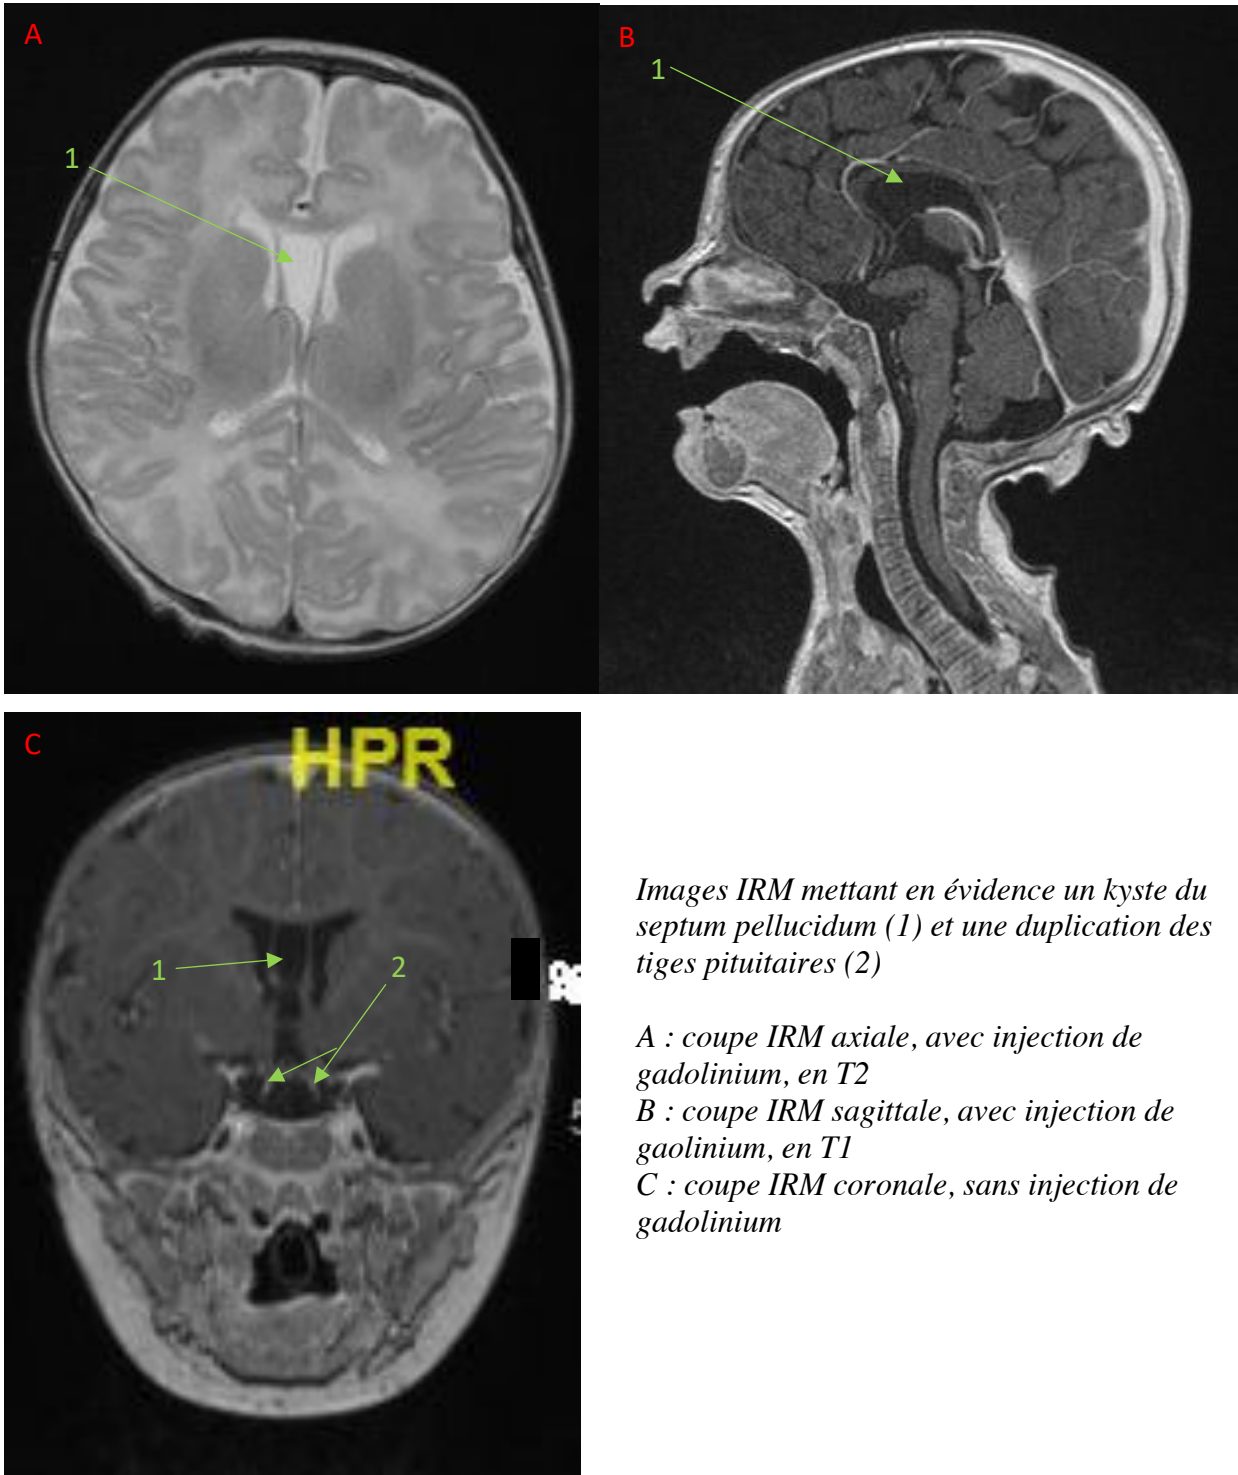 A
B
1
1
C
HPR
1
2
Images IRM mettant en évidence un kyste du
septum pellucidum (1) et une duplication des
tiges pituitaires (2)
A : coupe IRM axiale, avec injection de
gadolinium, en T2
B : coupe IRM sagittale, avec injection de
gaolinium, en T1
C : coupe IRM coronale, sans injection de
gadolinium